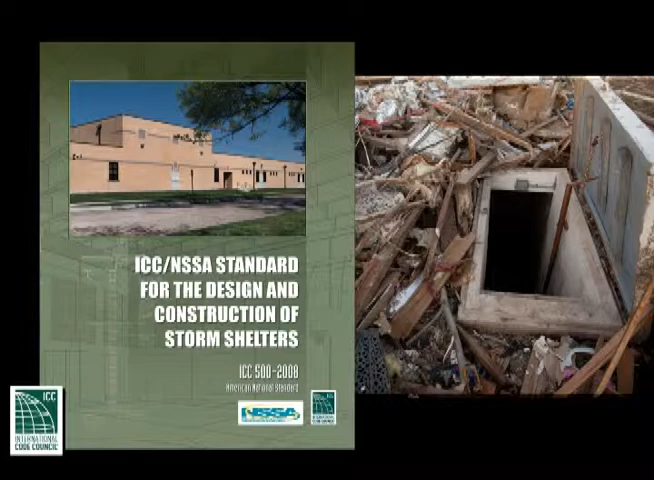 ICC/NSSA STANDARD
FOR THE DESIGN AND
CONSTRUCTION OF
STORM SHELTERS
ICC 500-2008
American National Standard
NSSA
ICC
INTERNATIONAL
CODE COUNCIL